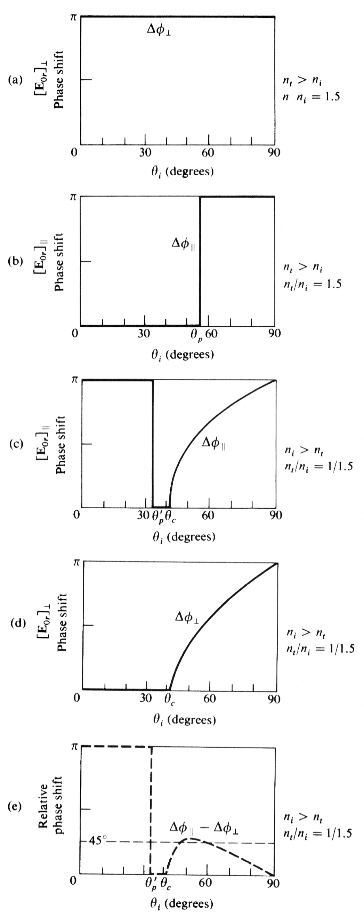 (a)
[E₀ᵣ]⊥
Phase shift
π
0
30
60
90
Δϕ⊥
θᵢ (degrees)
nₜ > nᵢ
n nᵢ = 1.5
(b)
[E₀ᵣ]∥
Phase shift
π
0
30
θₚ
60
90
Δϕ∥
θᵢ (degrees)
nₜ > nᵢ
nₜ/nᵢ = 1.5
(c)
[E₀ᵣ]∥
Phase shift
π
0
30
θ′ₚ
θ_c
60
90
Δϕ∥
θᵢ (degrees)
nᵢ > nₜ
nₜ/nᵢ = 1/1.5
(d)
[E₀ᵣ]⊥
Phase shift
π
0
30
θ_c
60
90
Δϕ⊥
θᵢ (degrees)
nᵢ > nₜ
nₜ/nᵢ = 1/1.5
(e)
Relative
phase shift
π
45°
0
θ′ₚ
θ_c
60
90
Δϕ∥ − Δϕ⊥
θᵢ (degrees)
nᵢ > nₜ
nₜ/nᵢ = 1/1.5